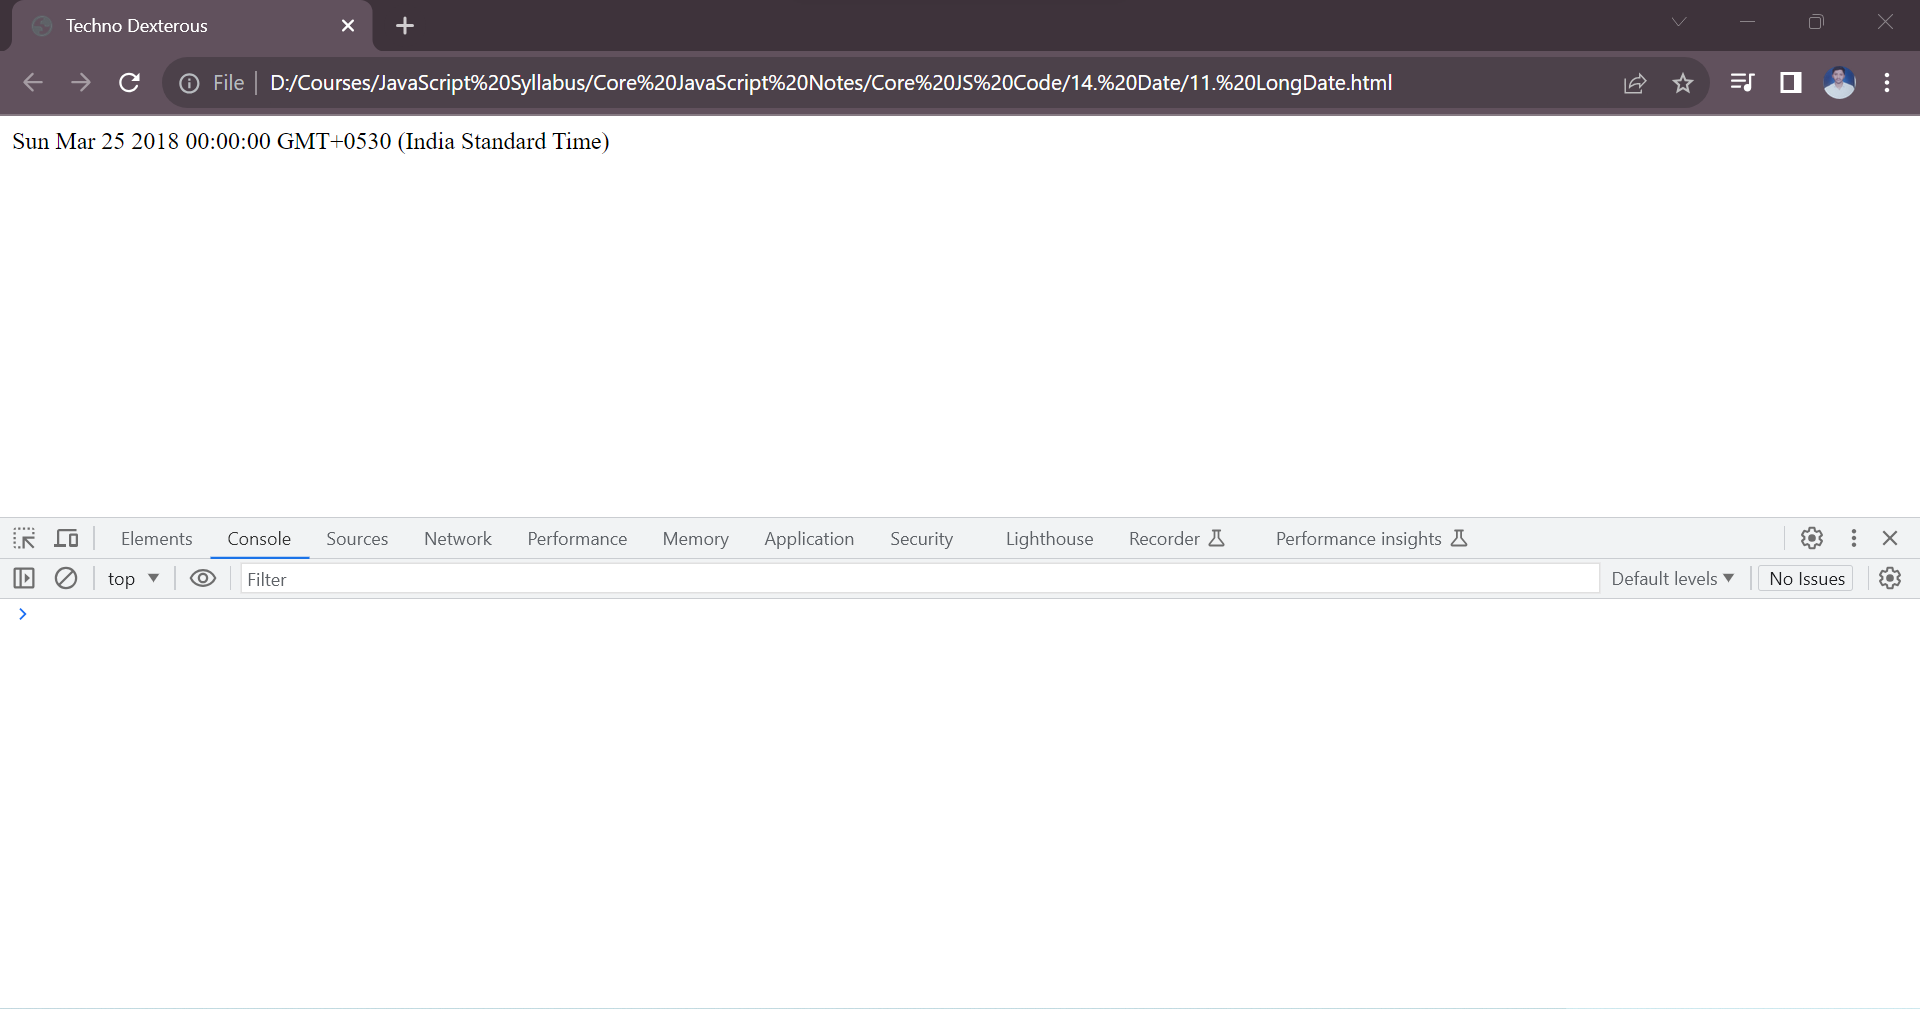 Techno Dexterous
File D:/Courses/JavaScript%20Syllabus/Core%20JavaScript%20Notes/Core%20JS%20Code/14.%20Date/11.%20LongDate.html
Sun Mar 25 2018 00:00:00 GMT+0530 (India Standard Time)
Elements Console Sources Network Performance Memory Application Security Lighthouse Recorder Performance insights
top Filter Default levels No Issues